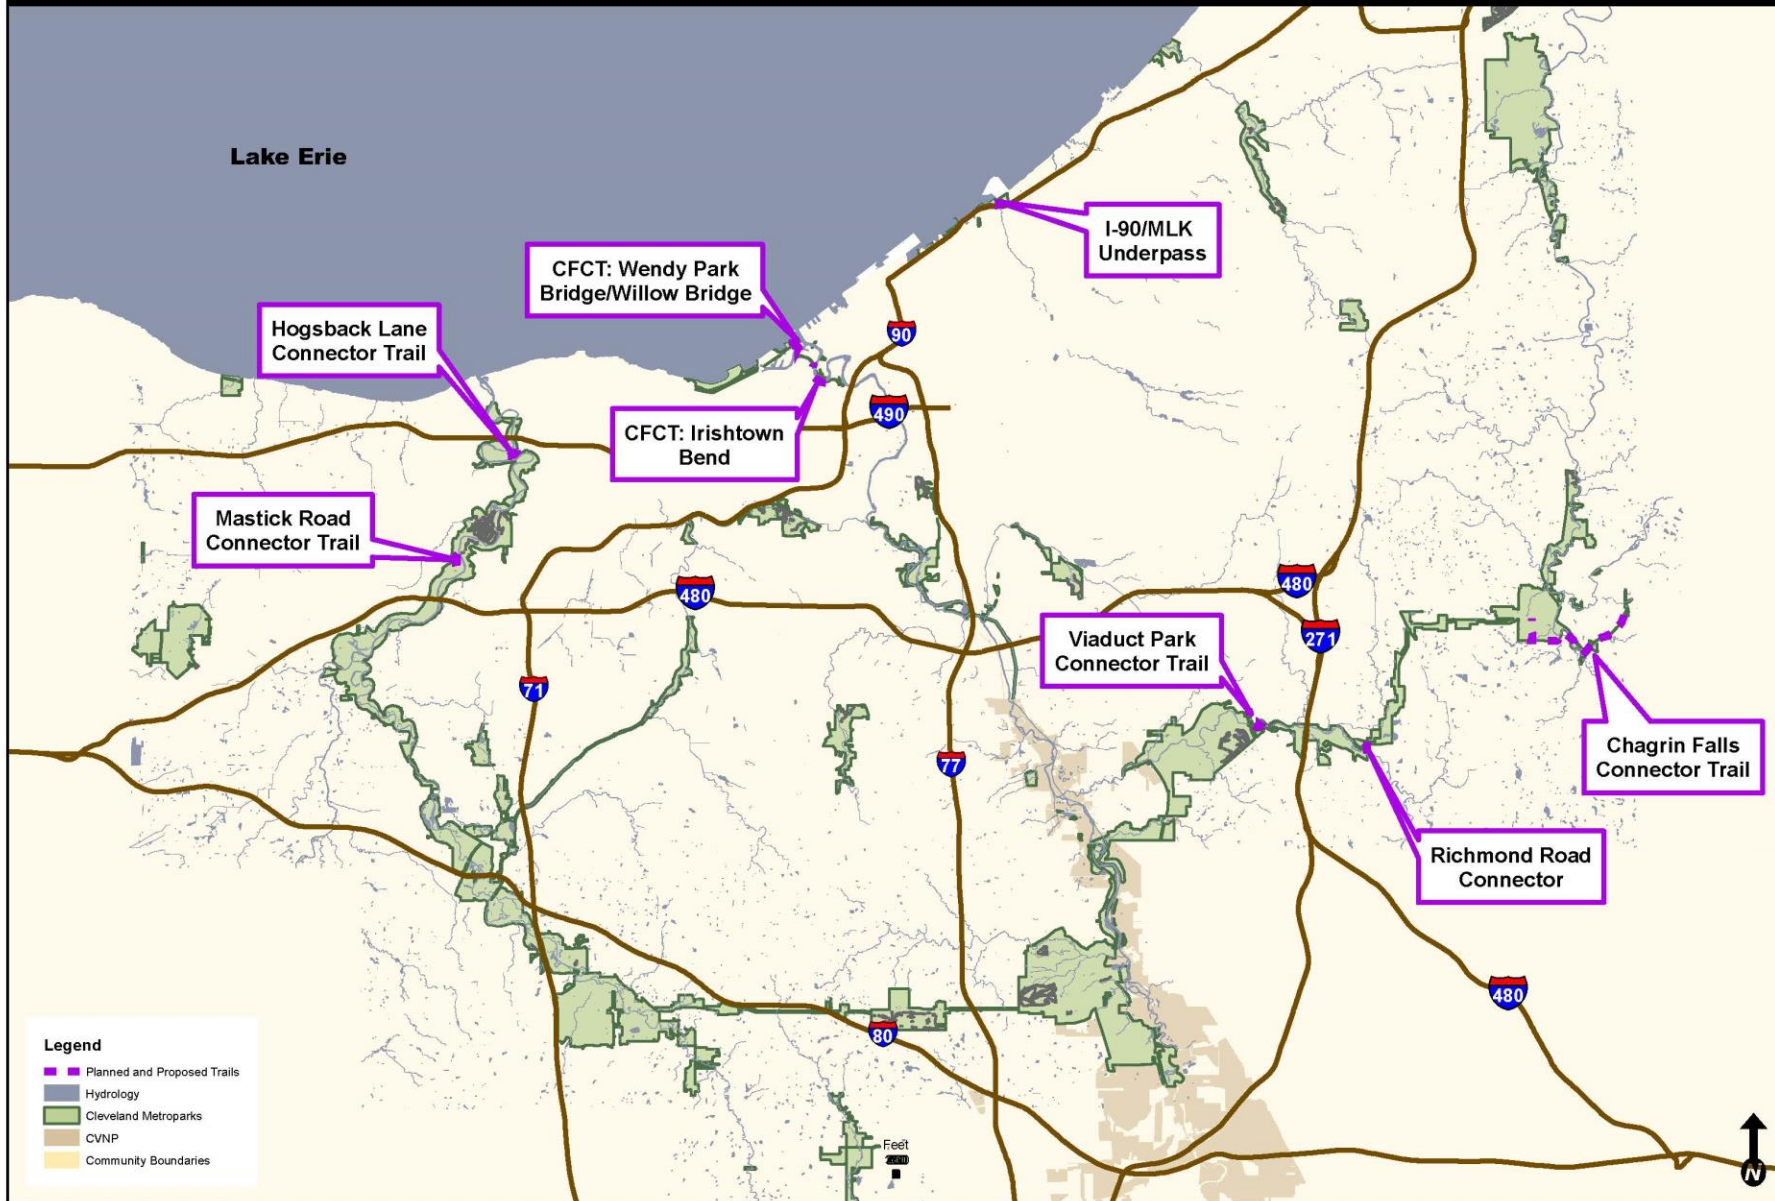 Lake Erie
I-90/MLK
Underpass
CFCT: Wendy Park
Bridge/Willow Bridge
Hogsback Lane
Connector Trail
90
490
CFCT: Irishtown
Bend
Mastick Road
Connector Trail
480
480
271
Viaduct Park
Connector Trail
71
77
Chagrin Falls
Connector Trail
Richmond Road
Connector
480
80
Legend
Planned and Proposed Trails
Hydrology
Cleveland Metroparks
CVNP
Community Boundaries
Feet
N